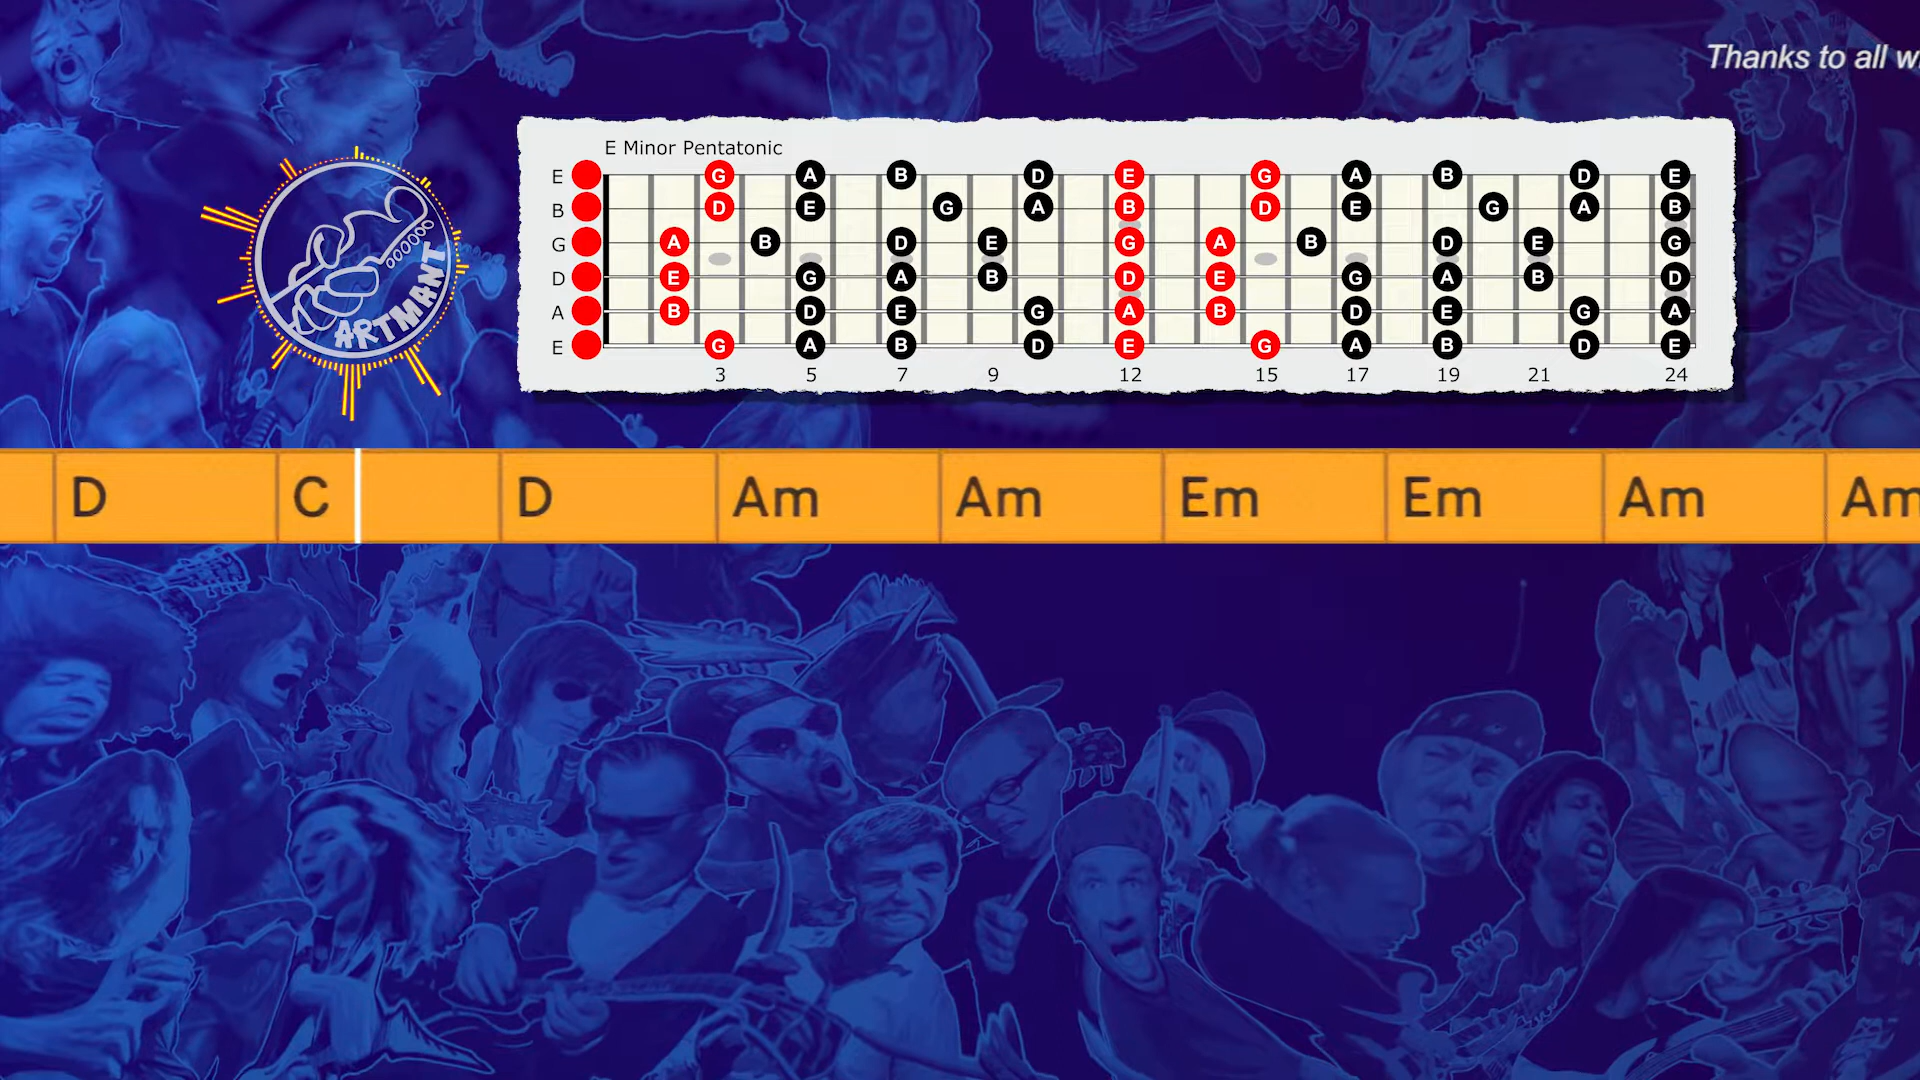 Thanks to all w
E Minor Pentatonic
E G A B D E G A B D E
B D E G A B D E G A B
G A B D E G A B D E G
D E G A B D E G A B D
A B D E G A B D E G A
E G A B D E G A B D E
3 5 7 9 12 15 17 19 21 24
ARTMANT
D C D Am Am Em Em Am Am